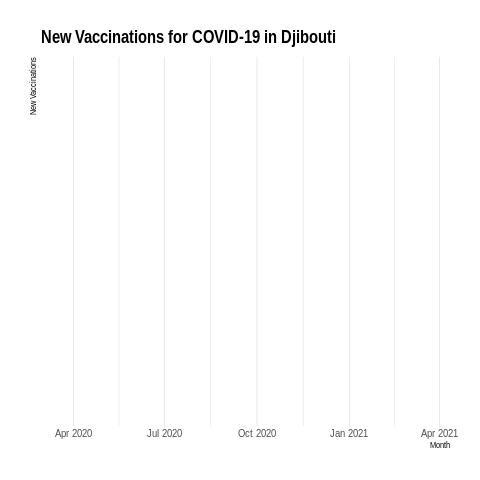 New Vaccinations for COVID-19 in Djibouti
New Vaccinations
Apr 2020 Jul 2020 Oct 2020 Jan 2021 Apr 2021
Month